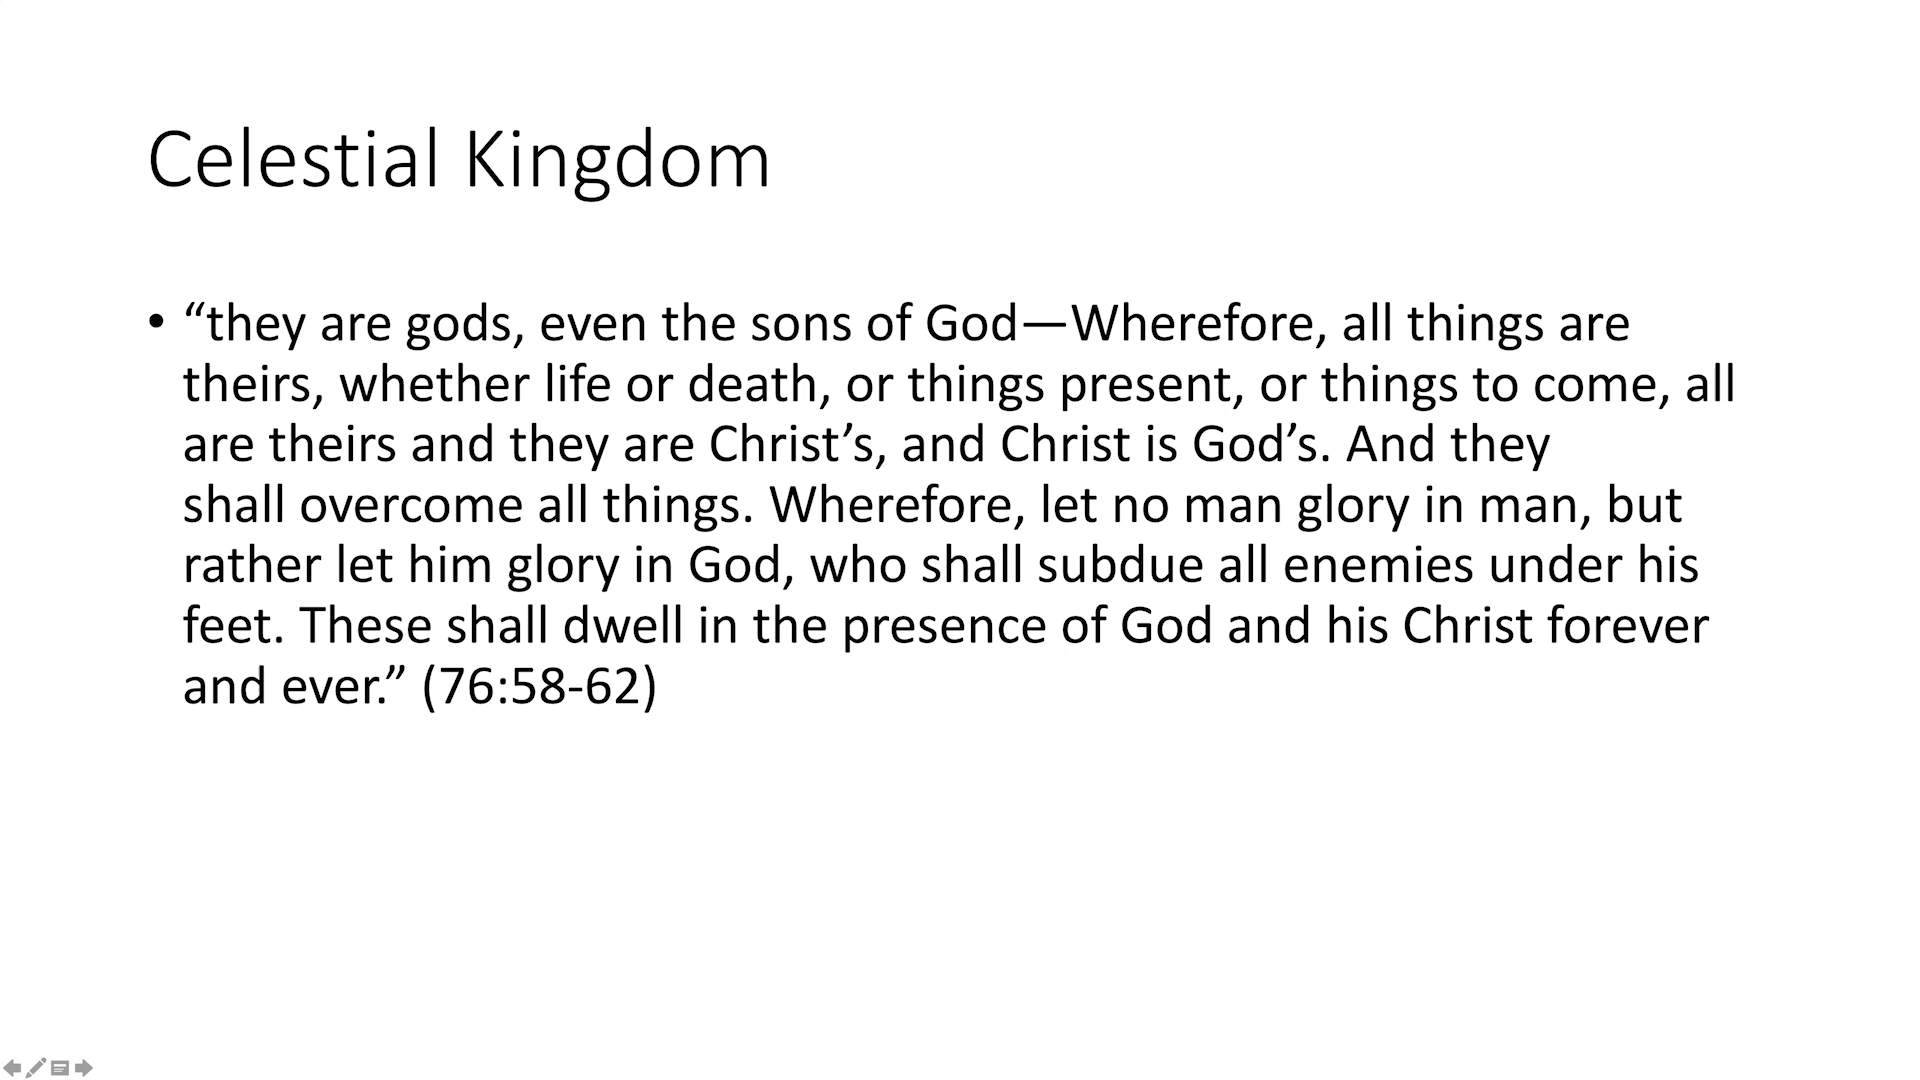 Celestial Kingdom
• “they are gods, even the sons of God—Wherefore, all things are
theirs, whether life or death, or things present, or things to come, all
are theirs and they are Christ’s, and Christ is God’s. And they
shall overcome all things. Wherefore, let no man glory in man, but
rather let him glory in God, who shall subdue all enemies under his
feet. These shall dwell in the presence of God and his Christ forever
and ever.” (76:58-62)